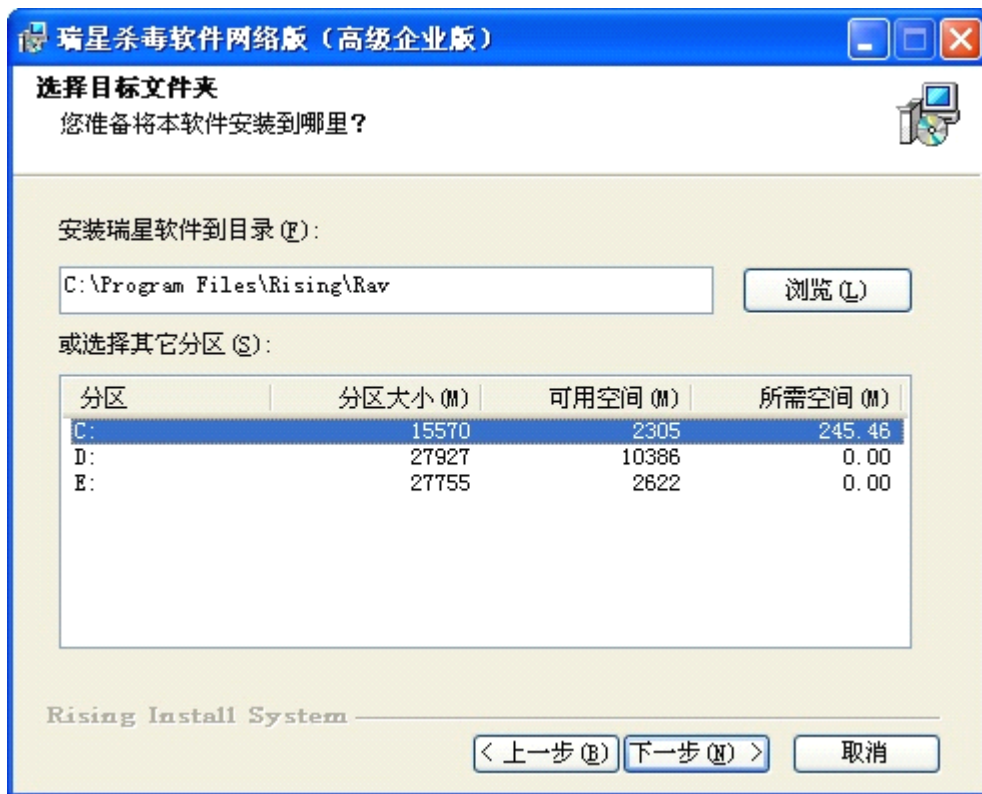 瑞星杀毒软件网络版（高级企业版）
选择目标文件夹
您准备将本软件安装到哪里？
安装瑞星软件到目录(F):
C:\Program Files\Rising\Rav
浏览(L)
或选择其它分区(S):
分区 分区大小(M) 可用空间(M) 所需空间(M)
C: 15570 2305 245.46
D: 27927 10386 0.00
E: 27755 2622 0.00
Rising Install System
< 上一步(B) 下一步(N) > 取消